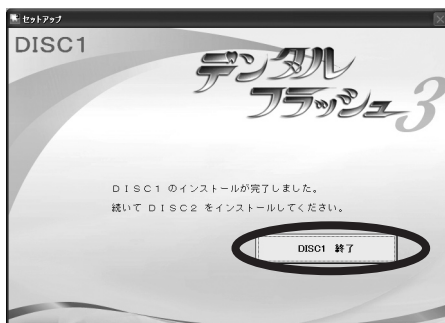 セットアップ
DISC1
デンタル
フラッシュ3
DISC1 のインストールが完了しました。
続いて DISC2 をインストールしてください。
DISC1 終了